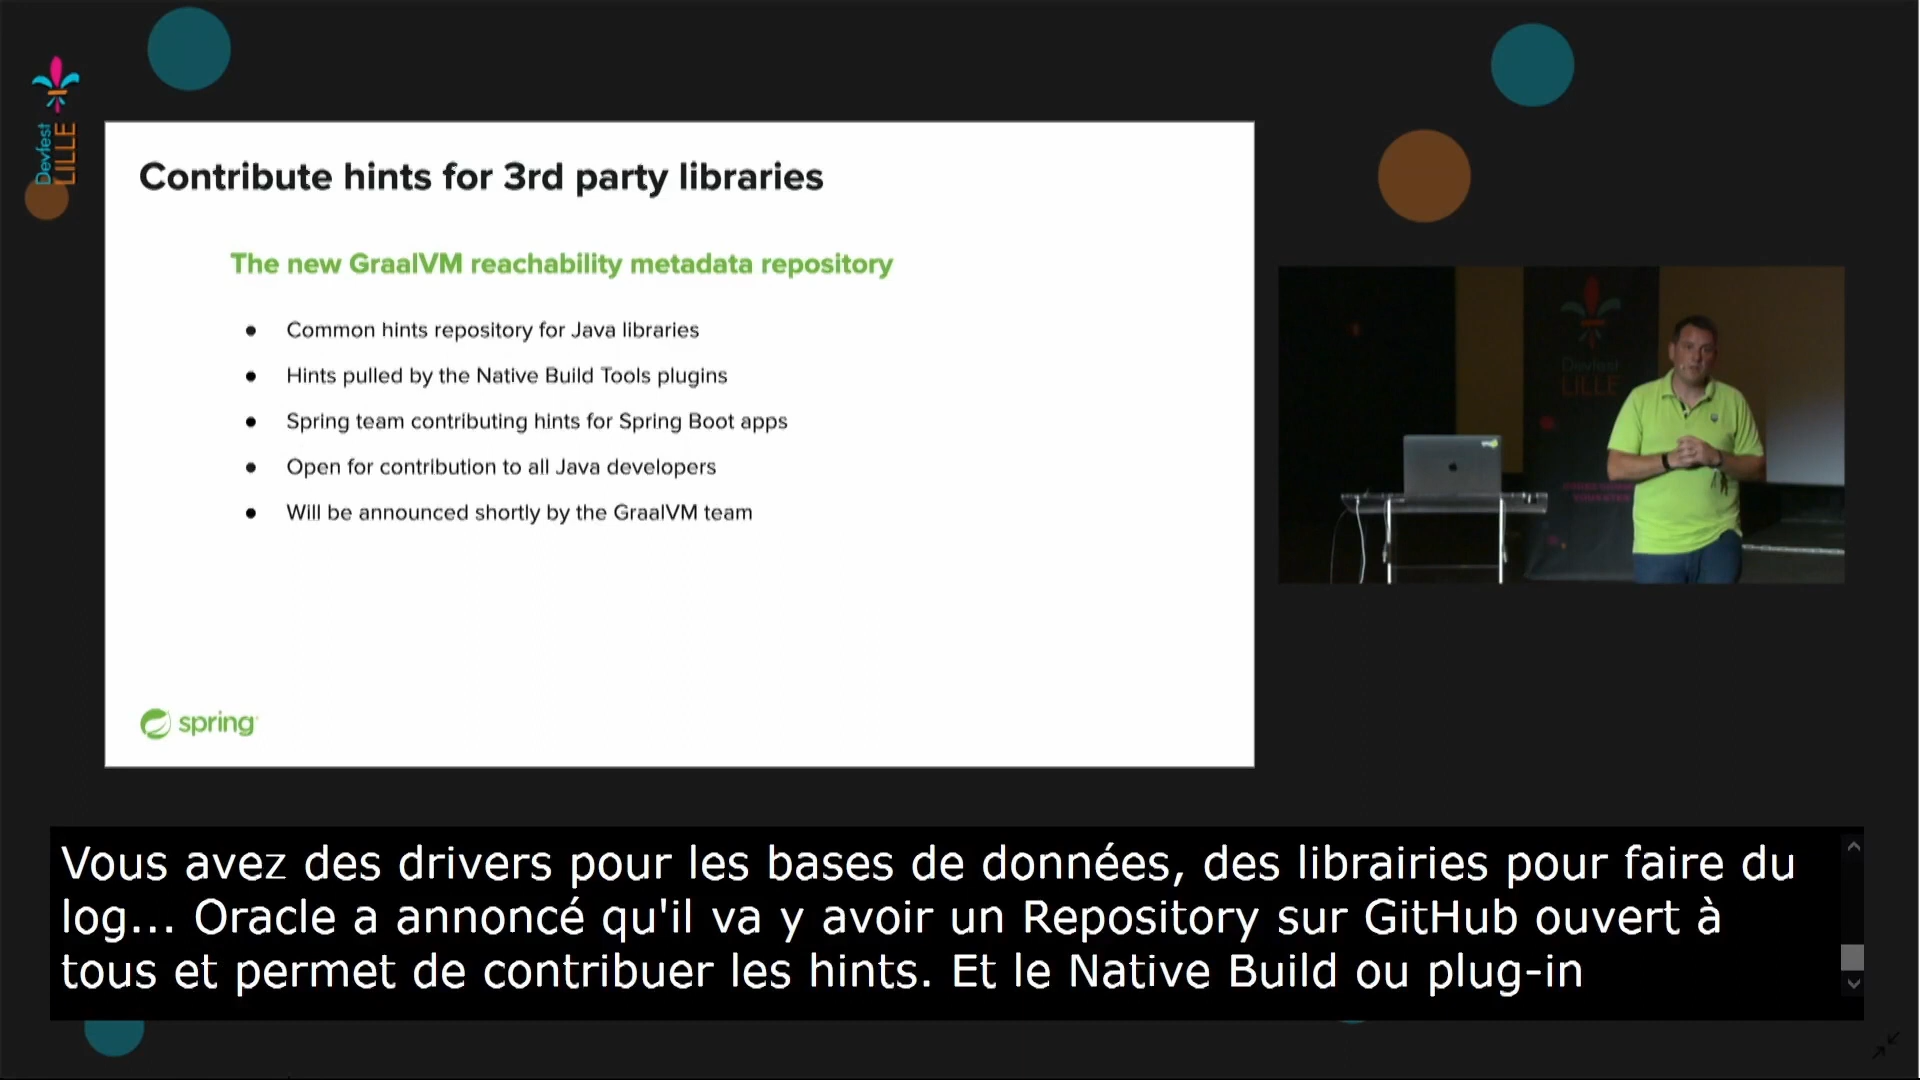 Devfest
LILLE
Contribute hints for 3rd party libraries
The new GraalVM reachability metadata repository
● Common hints repository for Java libraries
● Hints pulled by the Native Build Tools plugins
● Spring team contributing hints for Spring Boot apps
● Open for contribution to all Java developers
● Will be announced shortly by the GraalVM team
spring
Devfest
LILLE
Vous avez des drivers pour les bases de données, des librairies pour faire du
log... Oracle a annoncé qu'il va y avoir un Repository sur GitHub ouvert à
tous et permet de contribuer les hints. Et le Native Build ou plug-in